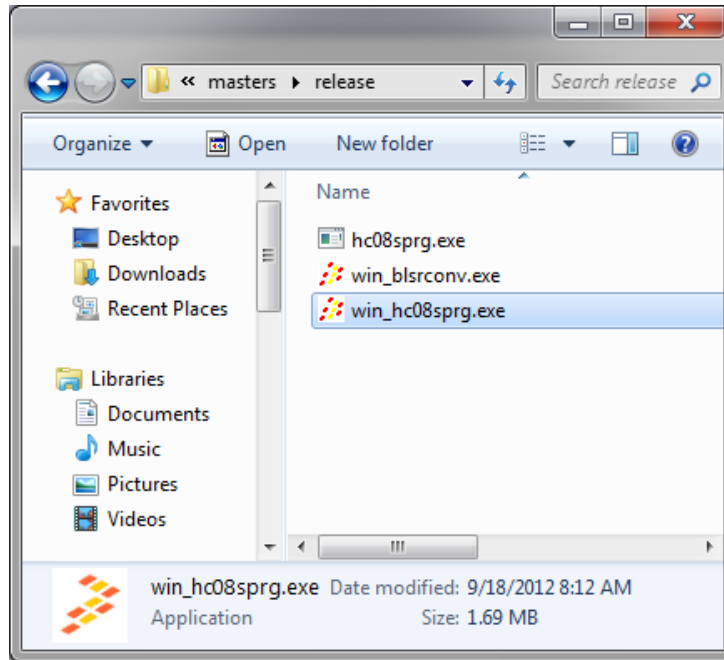 « masters ▸ release
Search release
Organize ▾ Open New folder
Favorites
Desktop
Downloads
Recent Places
Libraries
Documents
Music
Pictures
Videos
Name
hc08sprg.exe
win_blsrconv.exe
win_hc08sprg.exe
win_hc08sprg.exe Date modified: 9/18/2012 8:12 AM
Application Size: 1.69 MB